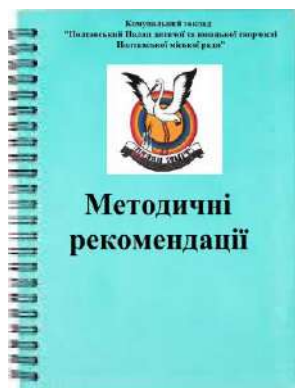 Комунальний заклад
"Полтавський Палац дитячої та юнацької творчості
Полтавської міської ради"
Методичні
рекомендації